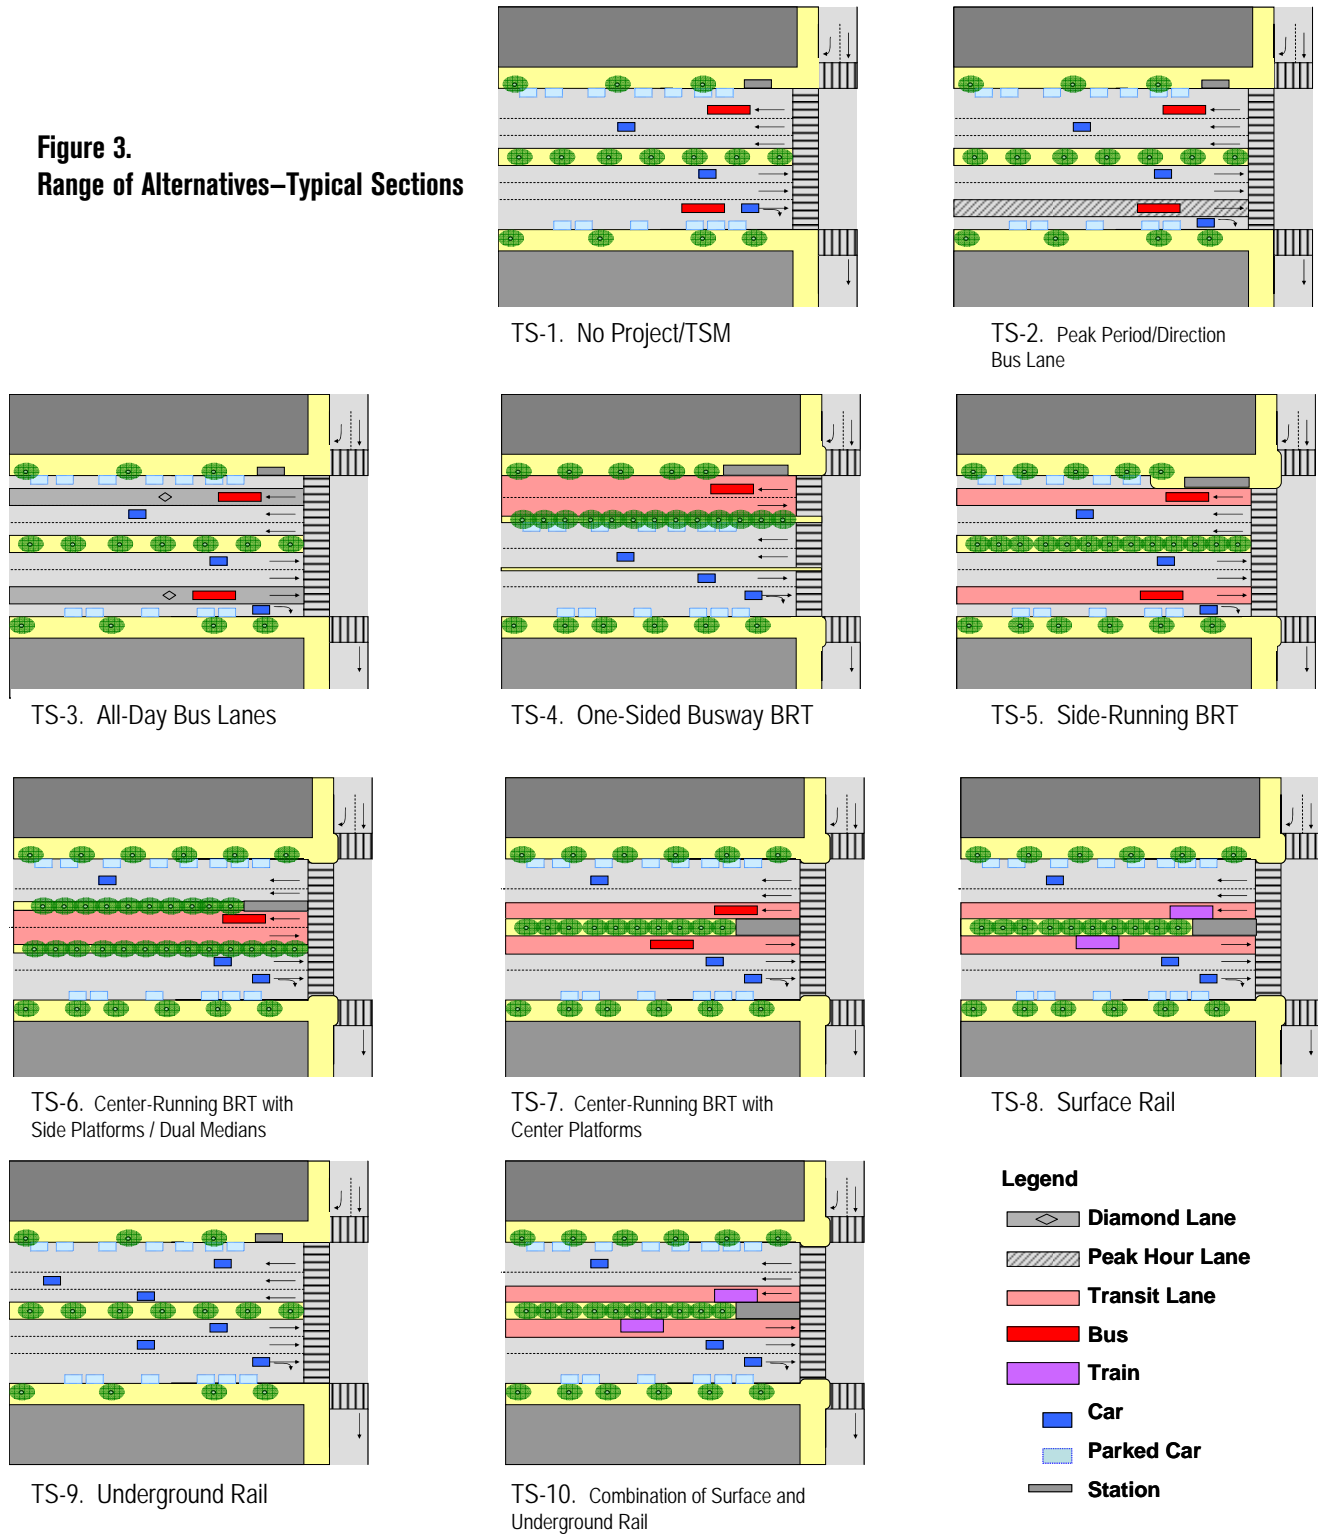 Figure 3.
Range of Alternatives–Typical Sections
TS-1. No Project/TSM
TS-2. Peak Period/Direction
Bus Lane
TS-3. All-Day Bus Lanes
TS-4. One-Sided Busway BRT
TS-5. Side-Running BRT
TS-6. Center-Running BRT with
Side Platforms / Dual Medians
TS-7. Center-Running BRT with
Center Platforms
TS-8. Surface Rail
TS-9. Underground Rail
TS-10. Combination of Surface and
Underground Rail
Legend
Diamond Lane
Peak Hour Lane
Transit Lane
Bus
Train
Car
Parked Car
Station